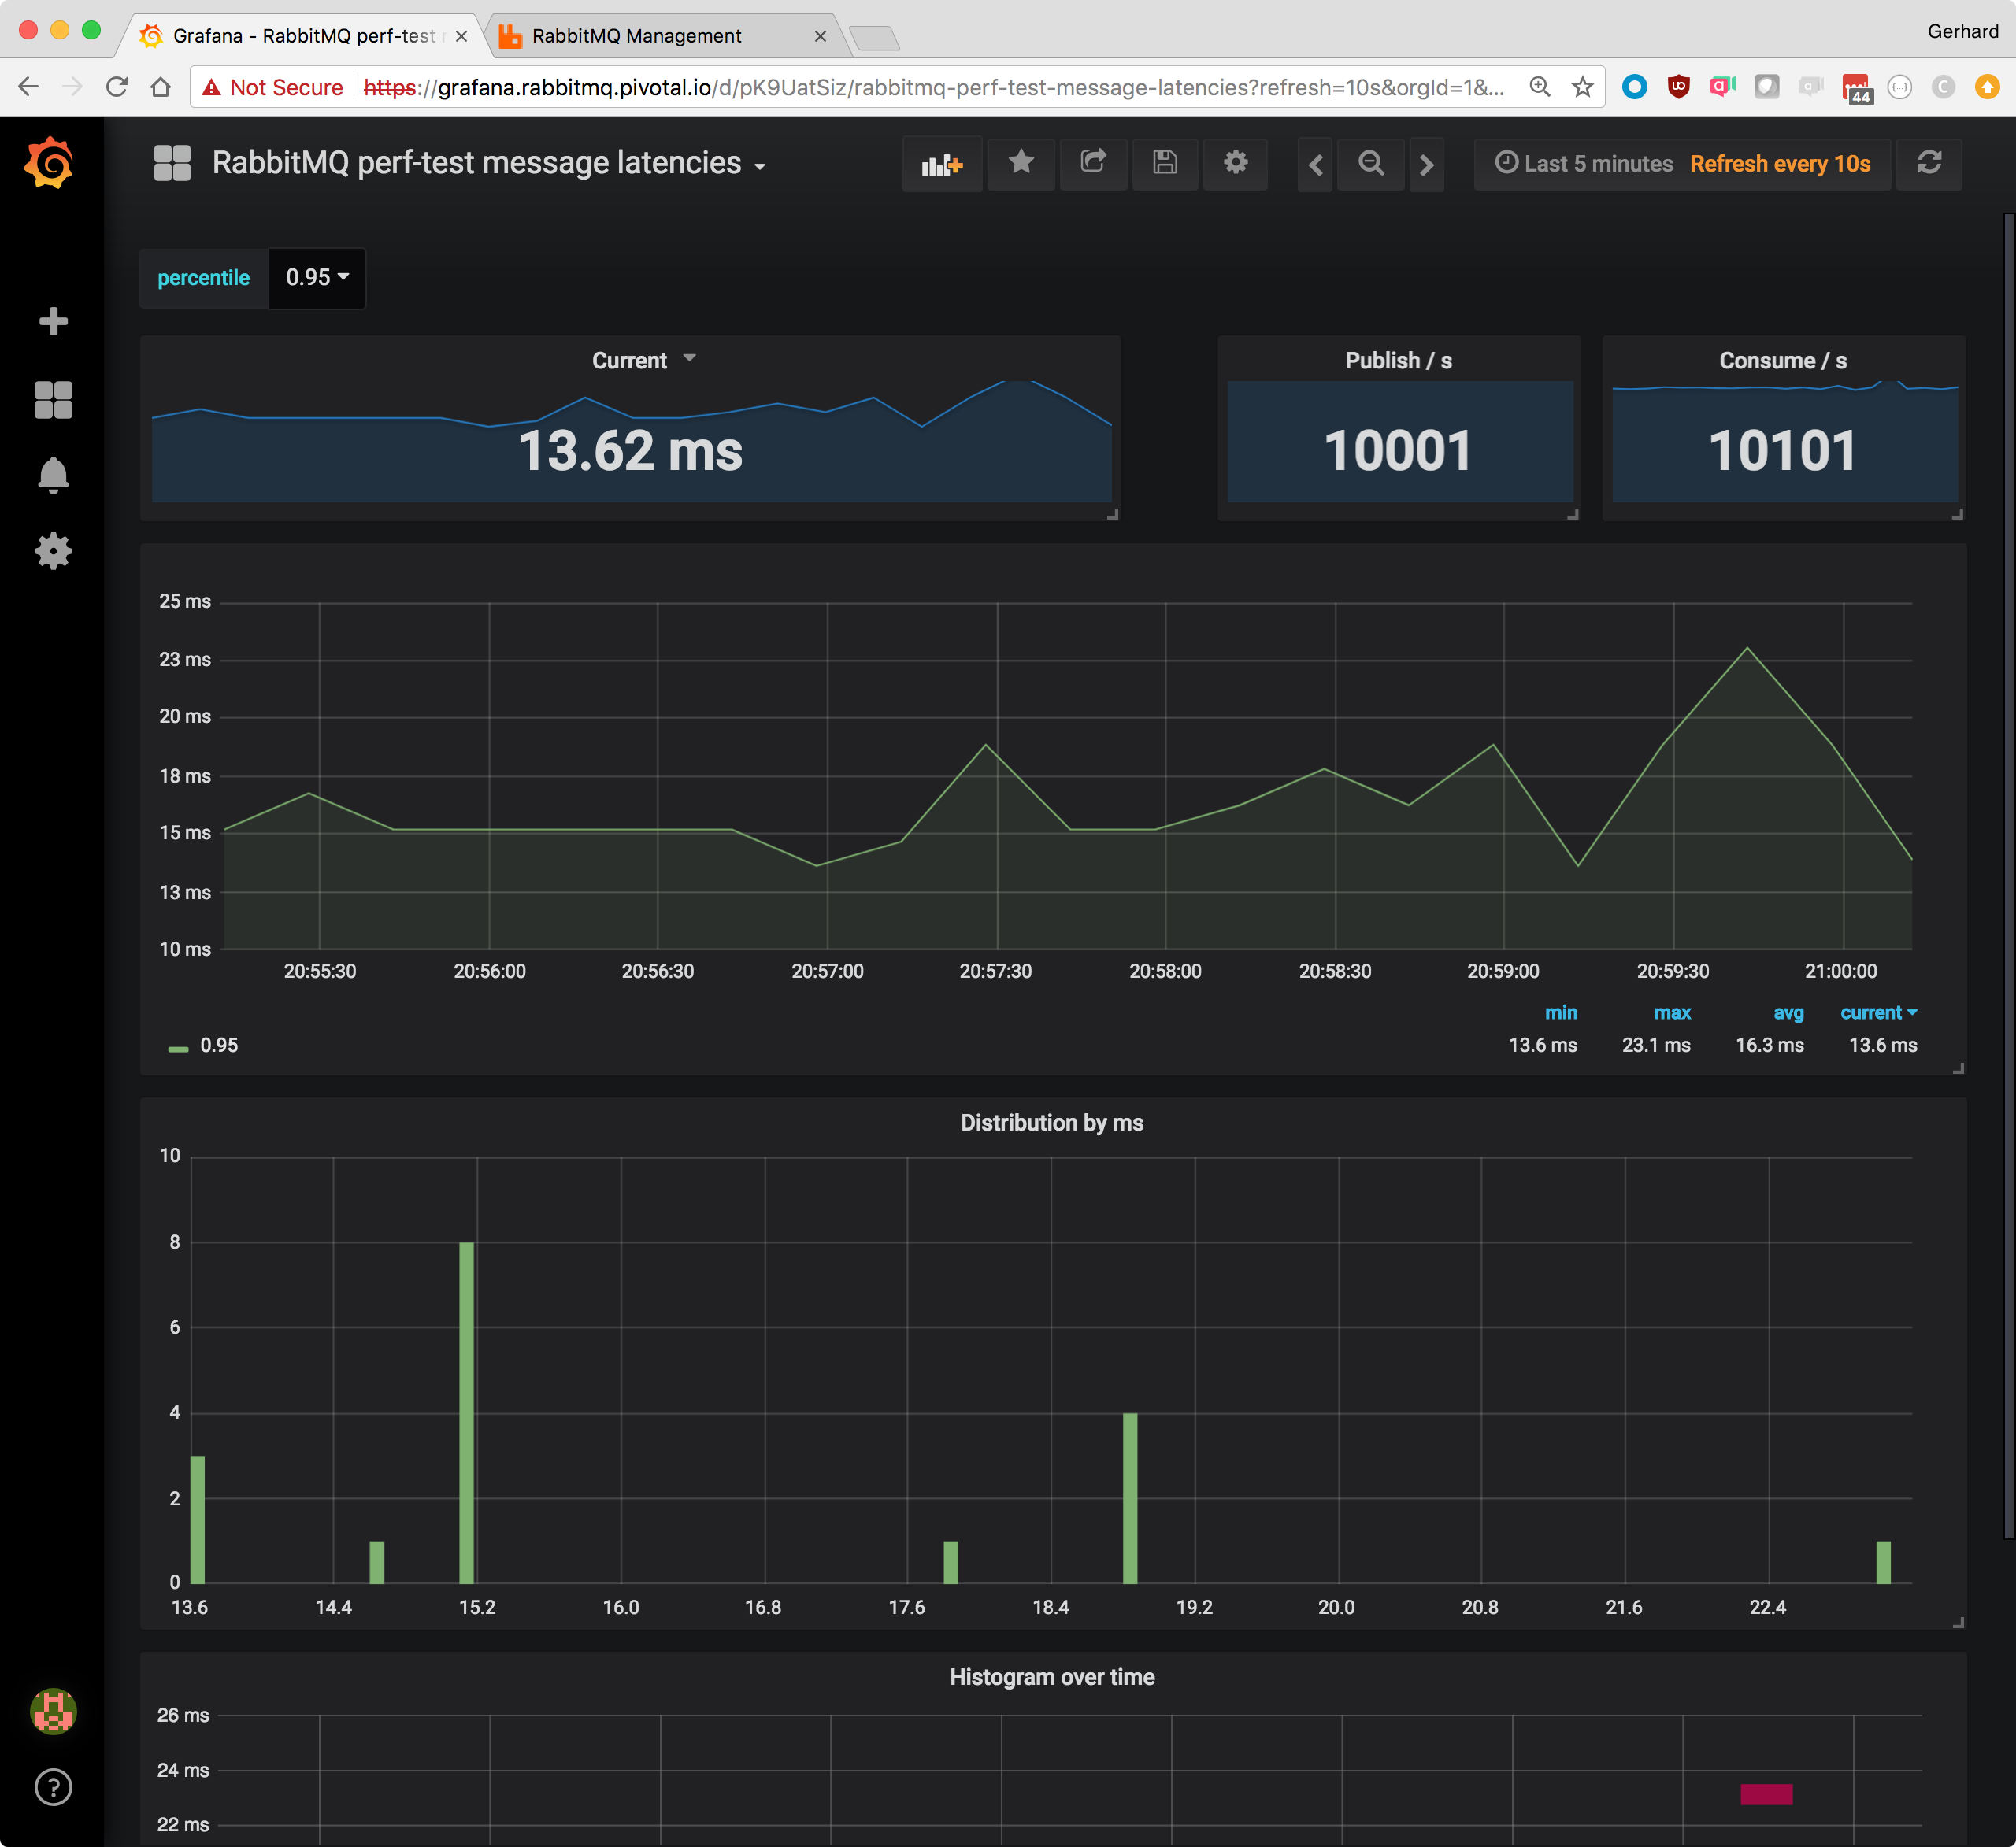 Grafana - RabbitMQ perf-test
RabbitMQ Management
Gerhard
Not Secure https://grafana.rabbitmq.pivotal.io/d/pK9UatSiz/rabbitmq-perf-test-message-latencies?refresh=10s&orgId=1&...
44
RabbitMQ perf-test message latencies
Last 5 minutes Refresh every 10s
percentile 0.95
Current
13.62 ms
Publish / s
10001
Consume / s
10101
25 ms
23 ms
20 ms
18 ms
15 ms
13 ms
10 ms
20:55:30 20:56:00 20:56:30 20:57:00 20:57:30 20:58:00 20:58:30 20:59:00 20:59:30 21:00:00
min max avg current
0.95 13.6 ms 23.1 ms 16.3 ms 13.6 ms
Distribution by ms
10
8
6
4
2
0
13.6 14.4 15.2 16.0 16.8 17.6 18.4 19.2 20.0 20.8 21.6 22.4
Histogram over time
26 ms
24 ms
22 ms